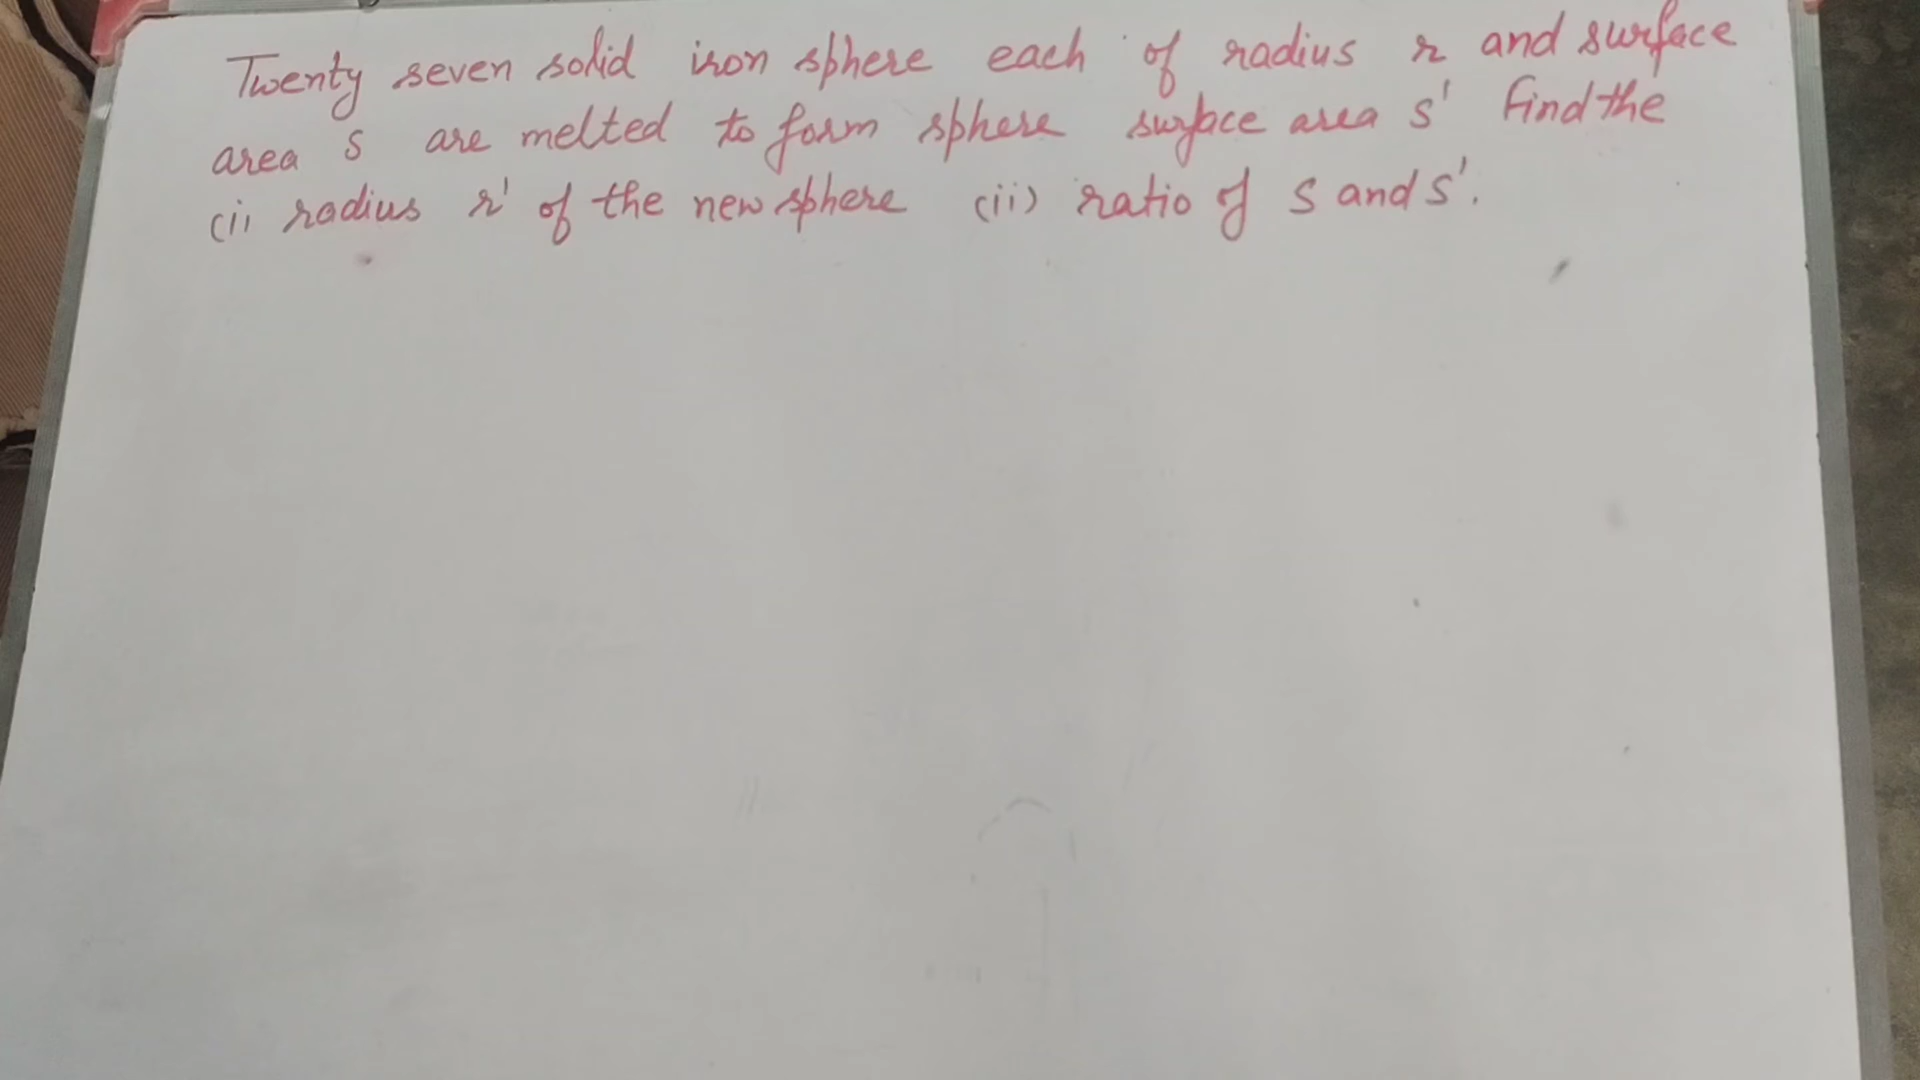 Twenty seven solid iron sphere each of radius r and surface
area S are melted to form sphere surface area S' find the
(i) radius r' of the new sphere (ii) ratio of S and S'.